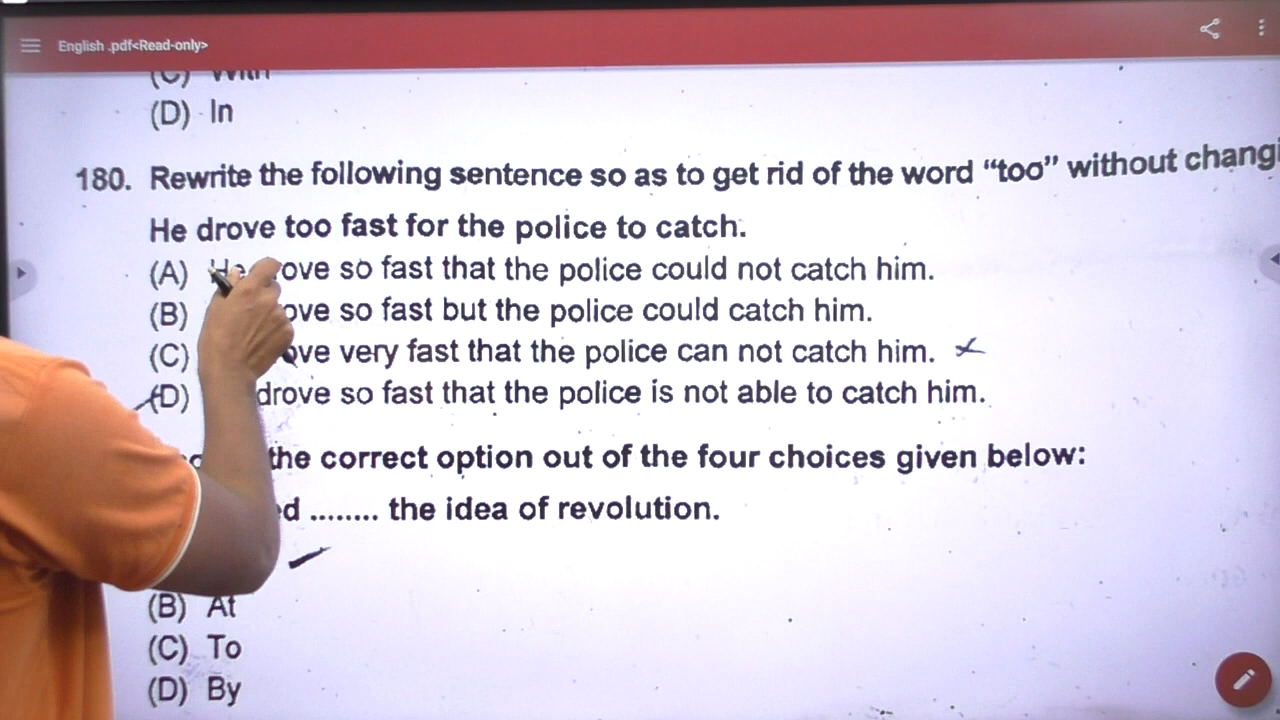 English .pdf<Read-only>
(C) With
(D) In
180. Rewrite the following sentence so as to get rid of the word “too” without
He drove too fast for the police to catch.
(A) so fast that the police could not catch him.
(B) so fast but the police could catch him.
(C) very fast that the police can not catch him.
(D) drove so fast that the police is not able to catch him.
the correct option out of the four choices given below:
........ the idea of revolution.
(B) At
(C) To
(D) By